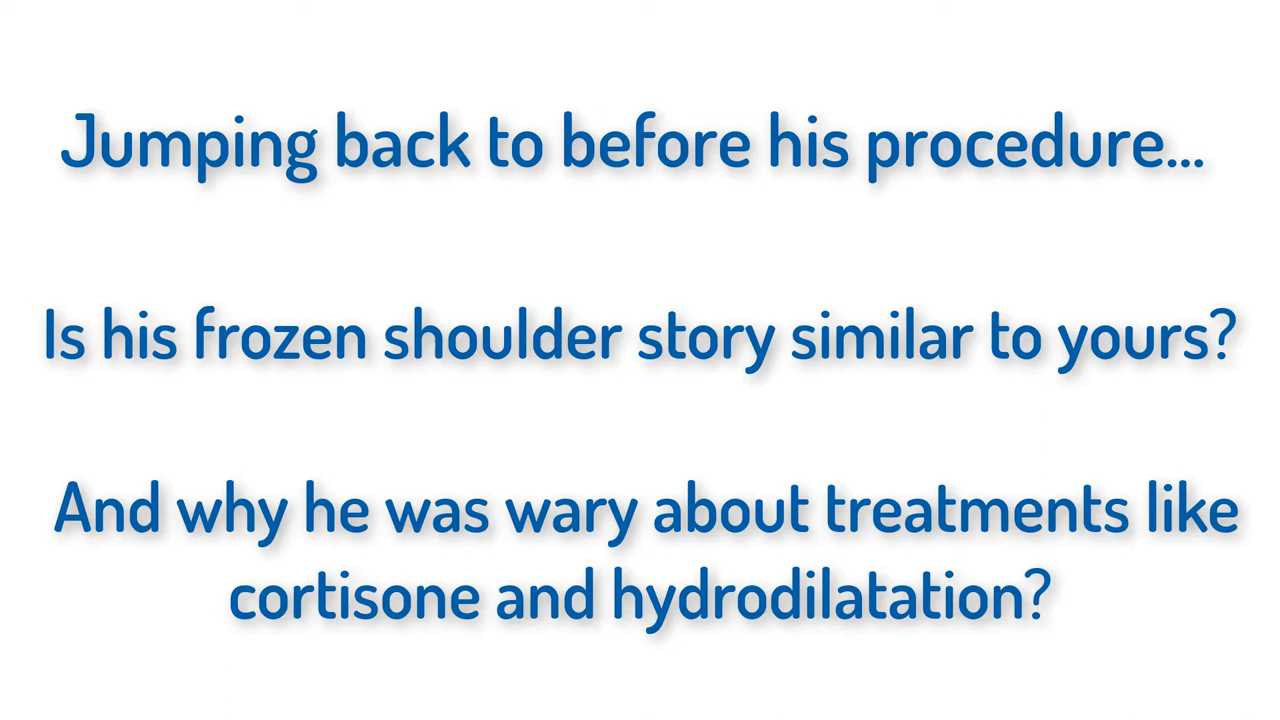 Jumping back to before his procedure...
Is his frozen shoulder story similar to yours?
And why he was wary about treatments like
cortisone and hydrodilatation?